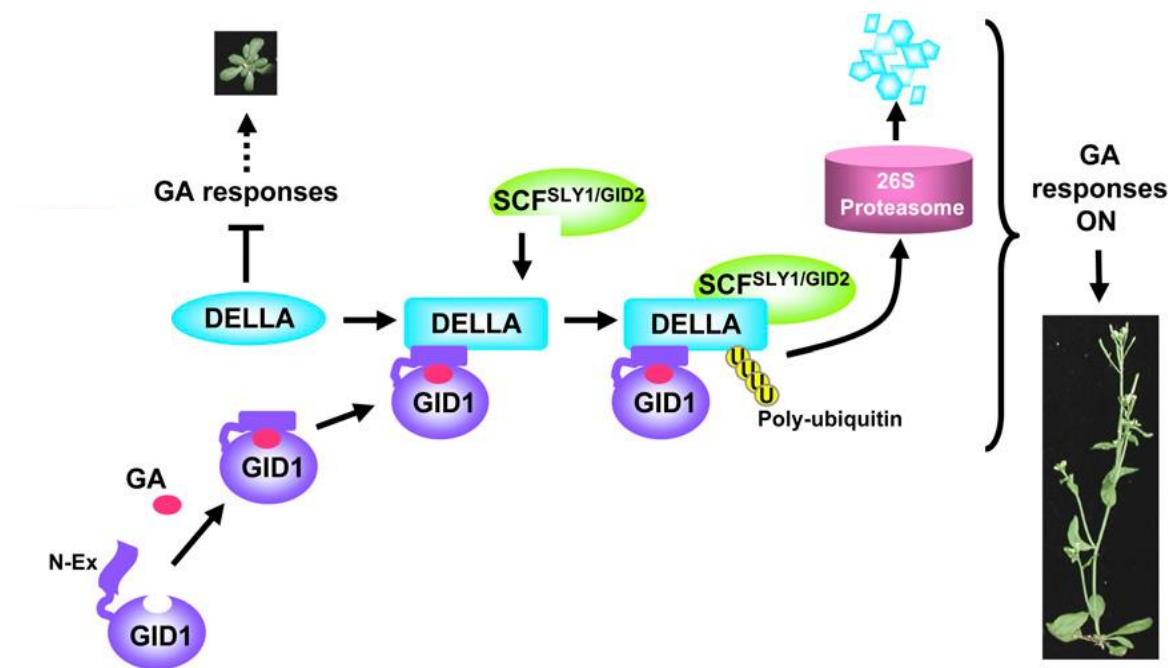 GA responses
SCFSLY1/GID2
26S
Proteasome
GA
responses
ON
SCFSLY1/GID2
DELLA
DELLA
DELLA
GID1
GID1
UUUU
Poly-ubiquitin
GID1
GA
N-Ex
GID1